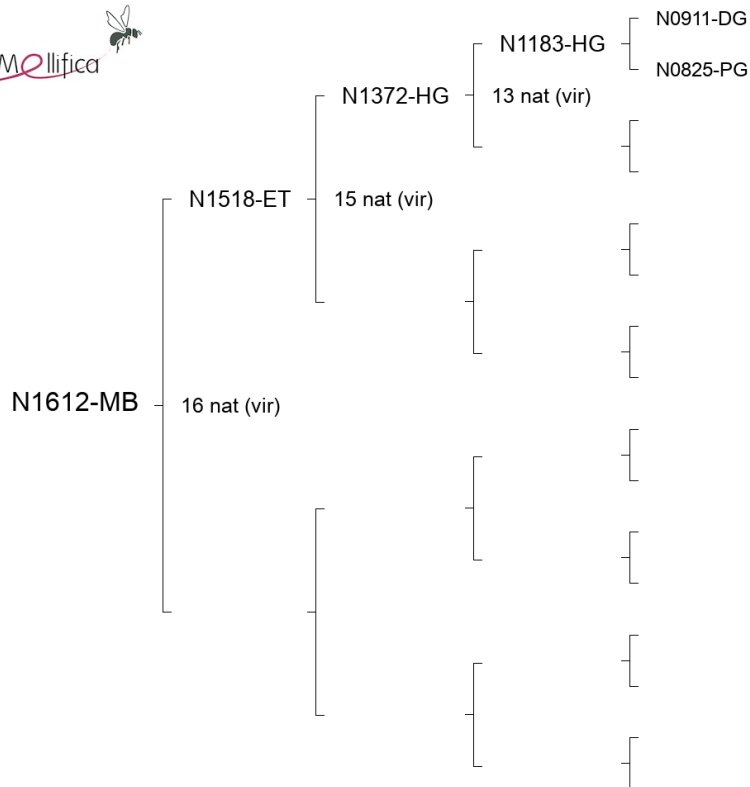 Mellifica
N0911-DG
N1183-HG
N0825-PG
N1372-HG
13 nat (vir)
N1518-ET
15 nat (vir)
N1612-MB
16 nat (vir)